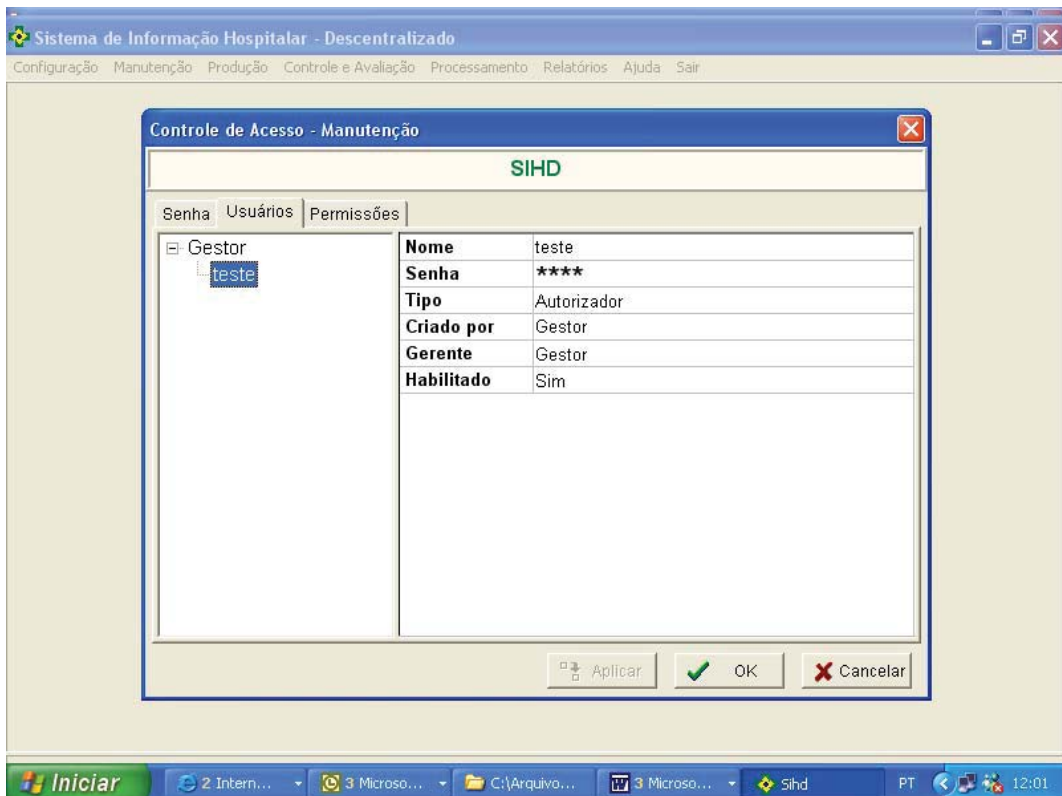 Sistema de Informação Hospitalar - Descentralizado
Configuração Manutenção Produção Controle e Avaliação Processamento Relatórios Ajuda Sair
Controle de Acesso - Manutenção
SIHD
Senha Usuários Permissões
Gestor
teste
Nome teste
Senha ****
Tipo Autorizador
Criado por Gestor
Gerente Gestor
Habilitado Sim
Aplicar OK Cancelar
Iniciar 2 Intern... 3 Microso... C:\Arquivo... 3 Microso... Sihd PT 12:01